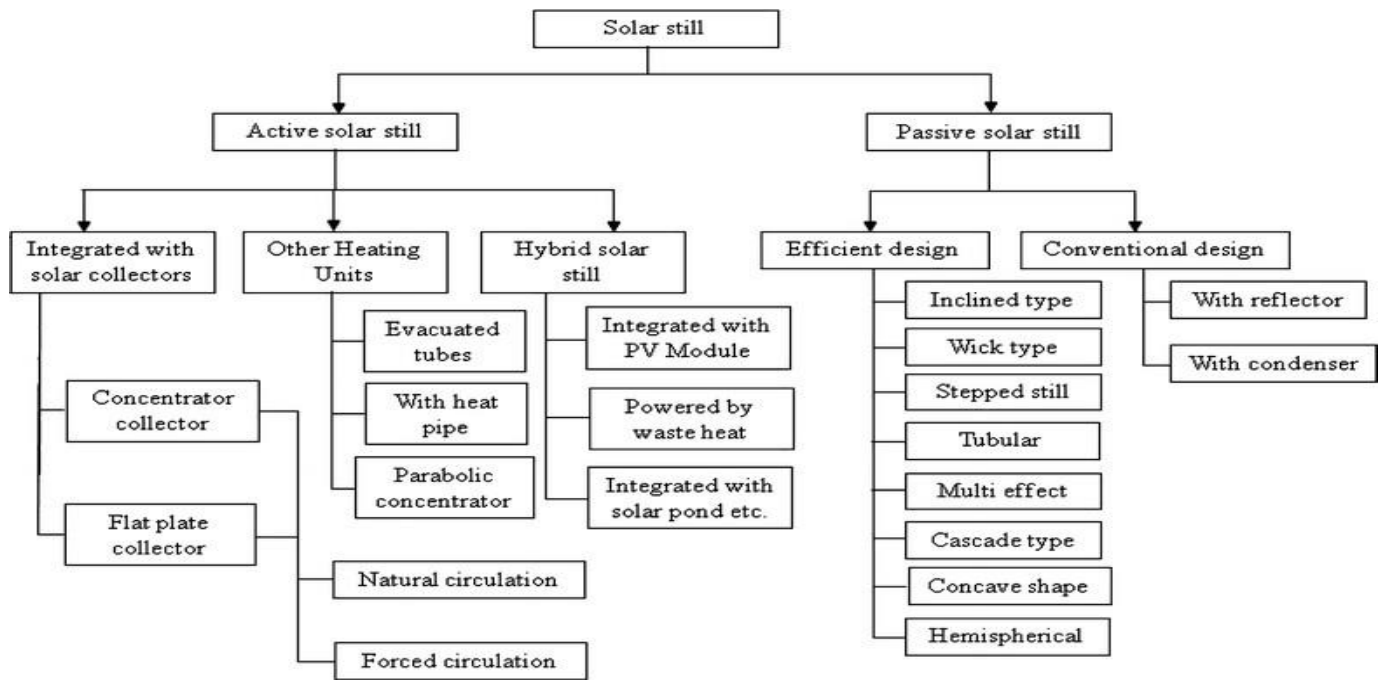 Solar still
Active solar still
Passive solar still
Integrated with
solar collectors
Other Heating
Units
Hybrid solar
still
Efficient design
Conventional design
Concentrator
collector
Flat plate
collector
Natural circulation
Forced circulation
Evacuated
tubes
With heat
pipe
Parabolic
concentrator
Integrated with
PV Module
Powered by
waste heat
Integrated with
solar pond etc.
Inclined type
Wick type
Stepped still
Tubular
Multi effect
Cascade type
Concave shape
Hemispherical
With reflector
With condenser